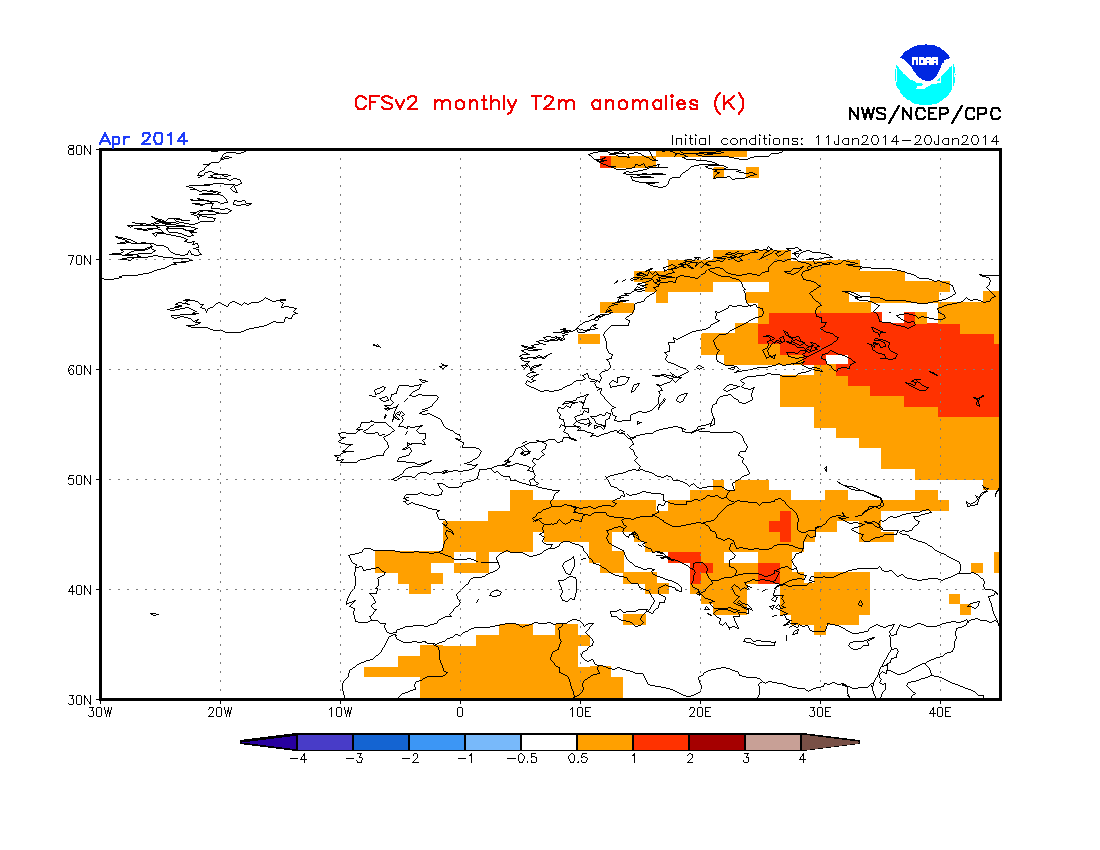 NOAA
CFSv2 monthly T2m anomalies (K)
NWS/NCEP/CPC
Apr 2014
Initial conditions: 11Jan2014-20Jan2014
80N
70N
60N
50N
40N
30N
30W 20W 10W 0 10E 20E 30E 40E
-4 -3 -2 -1 -0.5 0.5 1 2 3 4